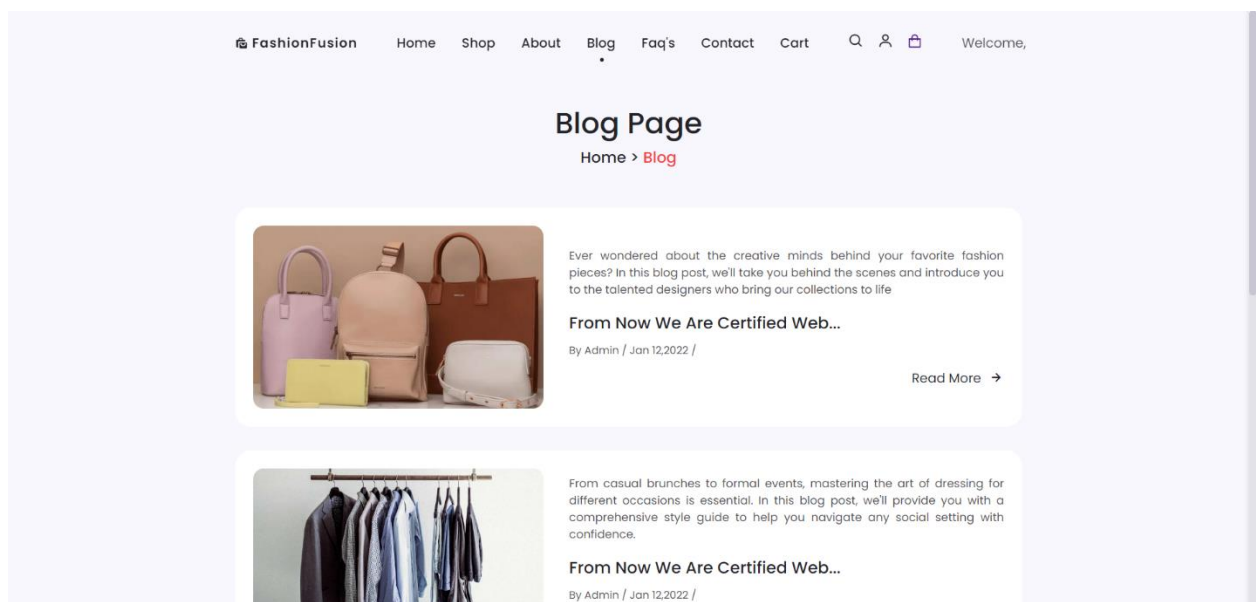 FashionFusion Home Shop About Blog Faq's Contact Cart Welcome,
Blog Page
Home > Blog
Ever wondered about the creative minds behind your favorite fashion
pieces? In this blog post, we'll take you behind the scenes and introduce you
to the talented designers who bring our collections to life
From Now We Are Certified Web...
By Admin / Jan 12,2022 /
Read More →
From casual brunches to formal events, mastering the art of dressing for
different occasions is essential. In this blog post, we'll provide you with a
comprehensive style guide to help you navigate any social setting with
confidence.
From Now We Are Certified Web...
By Admin / Jan 12,2022 /